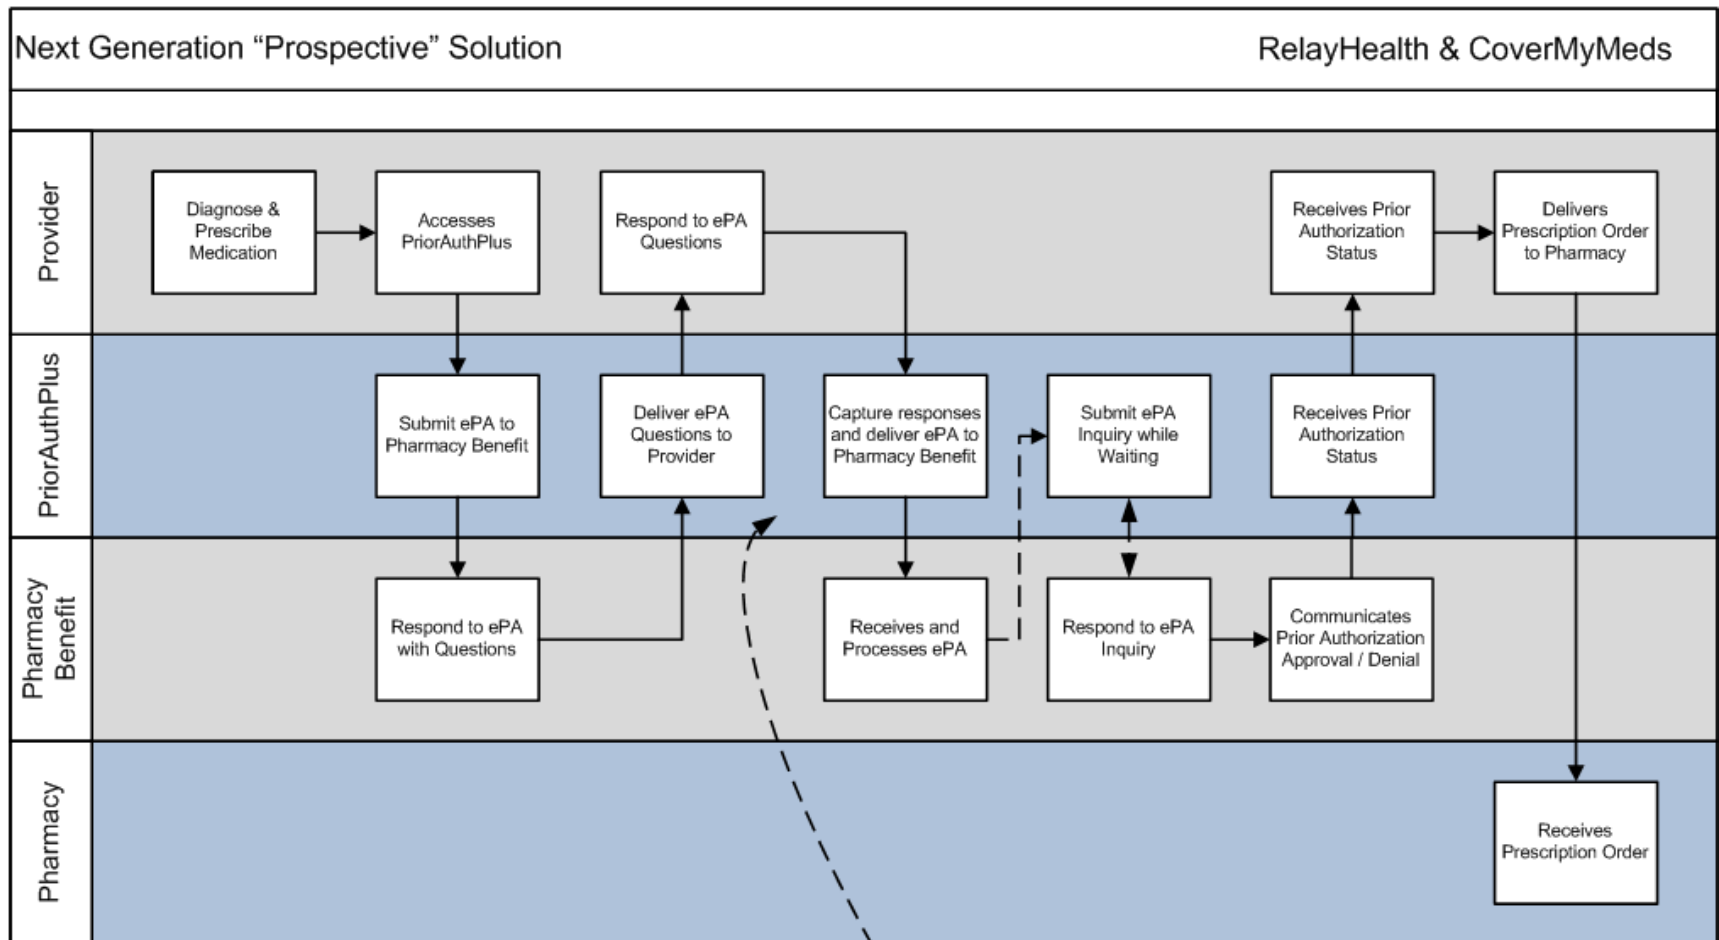 Next Generation “Prospective” Solution
RelayHealth & CoverMyMeds
Provider
Diagnose &
Prescribe
Medication
Accesses
PriorAuthPlus
Respond to ePA
Questions
Receives Prior
Authorization
Status
Delivers
Prescription Order
to Pharmacy
PriorAuthPlus
Submit ePA to
Pharmacy Benefit
Deliver ePA
Questions to
Provider
Capture responses
and deliver ePA to
Pharmacy Benefit
Submit ePA
Inquiry while
Waiting
Receives Prior
Authorization
Status
Pharmacy
Benefit
Respond to ePA
with Questions
Receives and
Processes ePA
Respond to ePA
Inquiry
Communicates
Prior Authorization
Approval / Denial
Pharmacy
Receives
Prescription Order